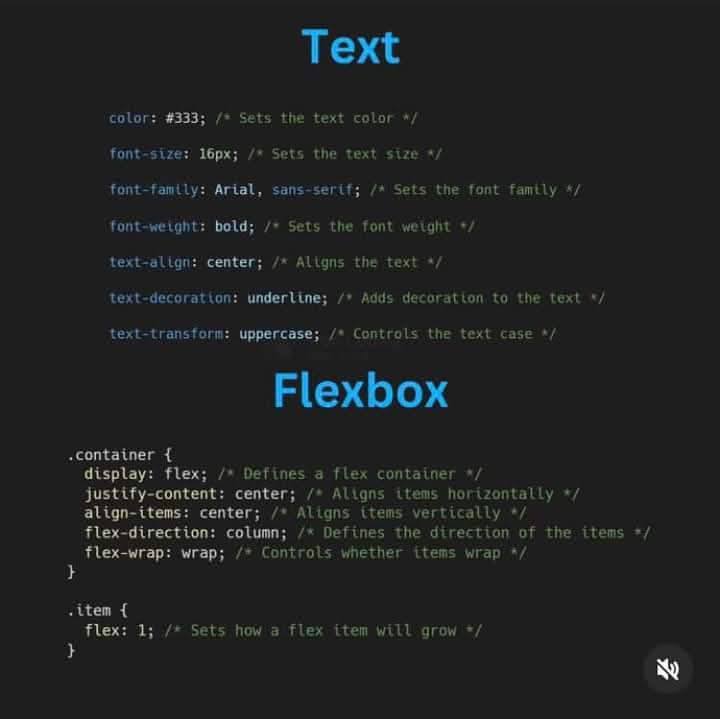 Text
color: #333; /* Sets the text color */
font-size: 16px; /* Sets the text size */
font-family: Arial, sans-serif; /* Sets the font family */
font-weight: bold; /* Sets the font weight */
text-align: center; /* Aligns the text */
text-decoration: underline; /* Adds decoration to the text */
text-transform: uppercase; /* Controls the text case */
Flexbox
.container {
display: flex; /* Defines a flex container */
justify-content: center; /* Aligns items horizontally */
align-items: center; /* Aligns items vertically */
flex-direction: column; /* Defines the direction of the items */
flex-wrap: wrap; /* Controls whether items wrap */
}
.item {
flex: 1; /* Sets how a flex item will grow */
}